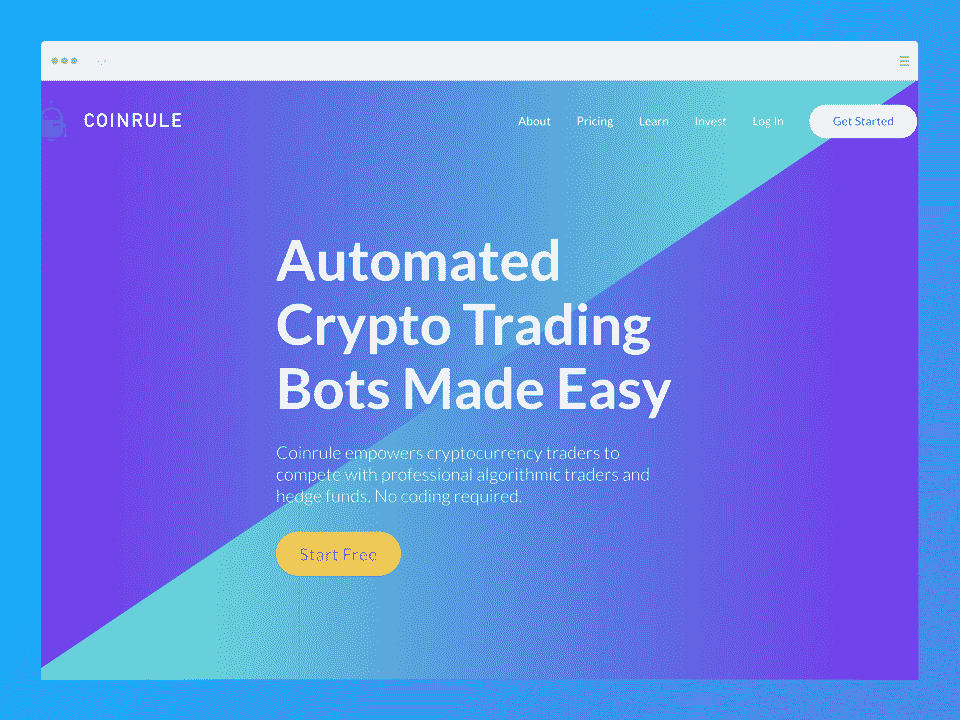 COINRULE
About Pricing Learn Invest Log In Get Started
Automated
Crypto Trading
Bots Made Easy
Coinrule empowers cryptocurrency traders to
compete with professional algorithmic traders and
hedge funds. No coding required.
Start Free